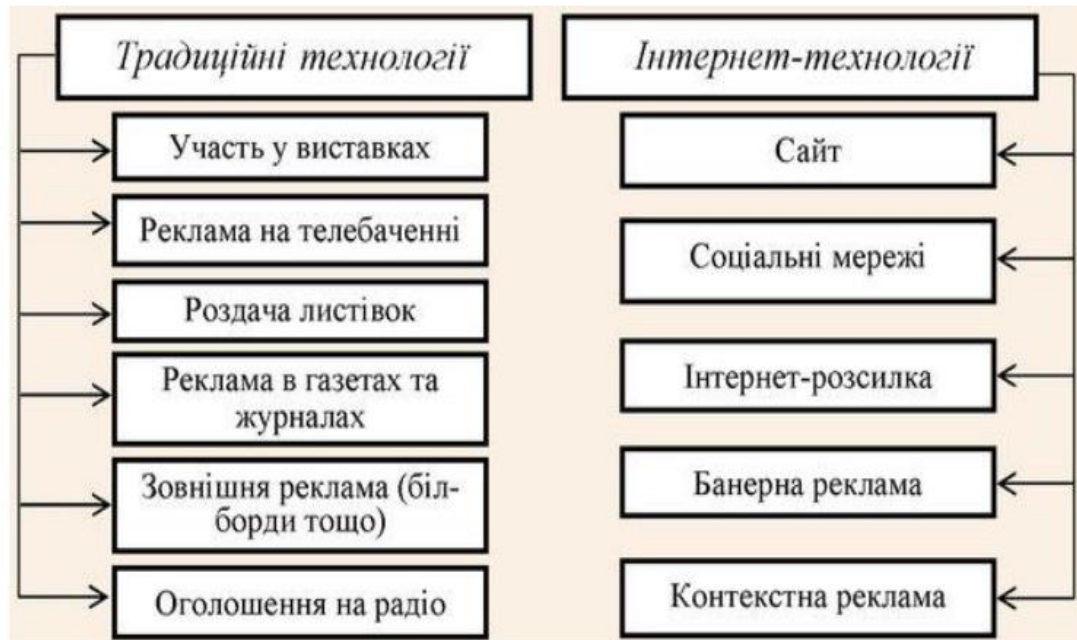 Традиційні технології
Участь у виставках
Реклама на телебаченні
Роздача листівок
Реклама в газетах та
журналах
Зовнішня реклама (біл-
борди тощо)
Оголошення на радіо
Інтернет-технології
Сайт
Соціальні мережі
Інтернет-розсилка
Банерна реклама
Контекстна реклама